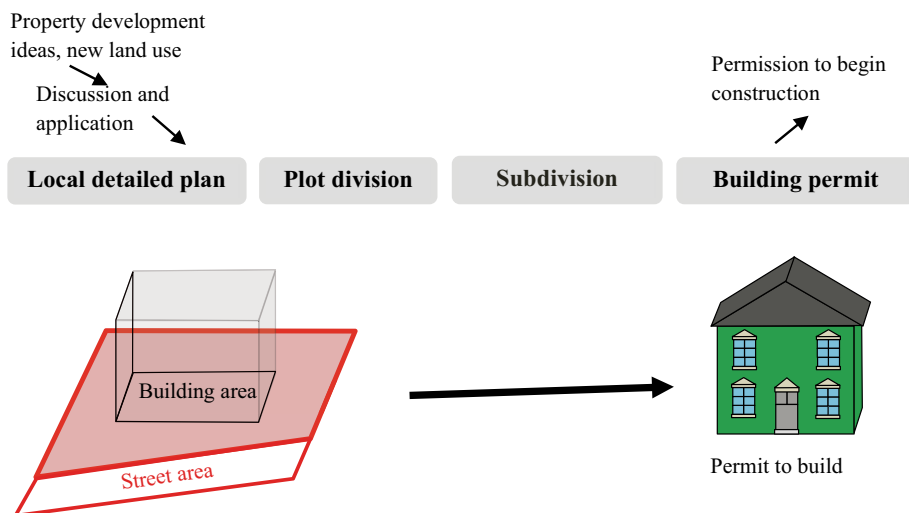 Property development
ideas, new land use
Discussion and
application
Permission to begin
construction
Local detailed plan
Plot division
Subdivision
Building permit
Building area
Street area
Permit to build